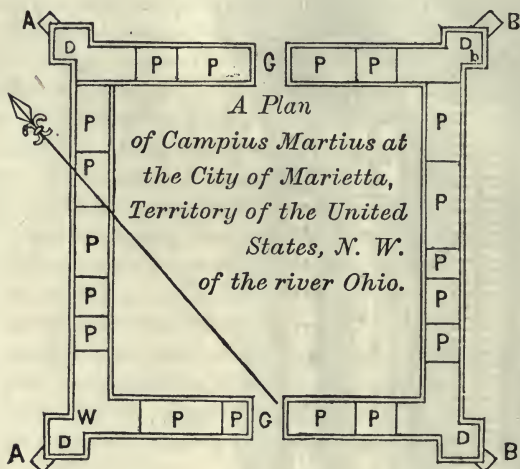 A B
D D
b
P P G P P
A Plan
of Campius Martius at
the City of Marietta,
Territory of the United
States, N. W.
of the river Ohio.
P
P
P
P
P
P
P
P
P
P
W P P G P P
D D
A B